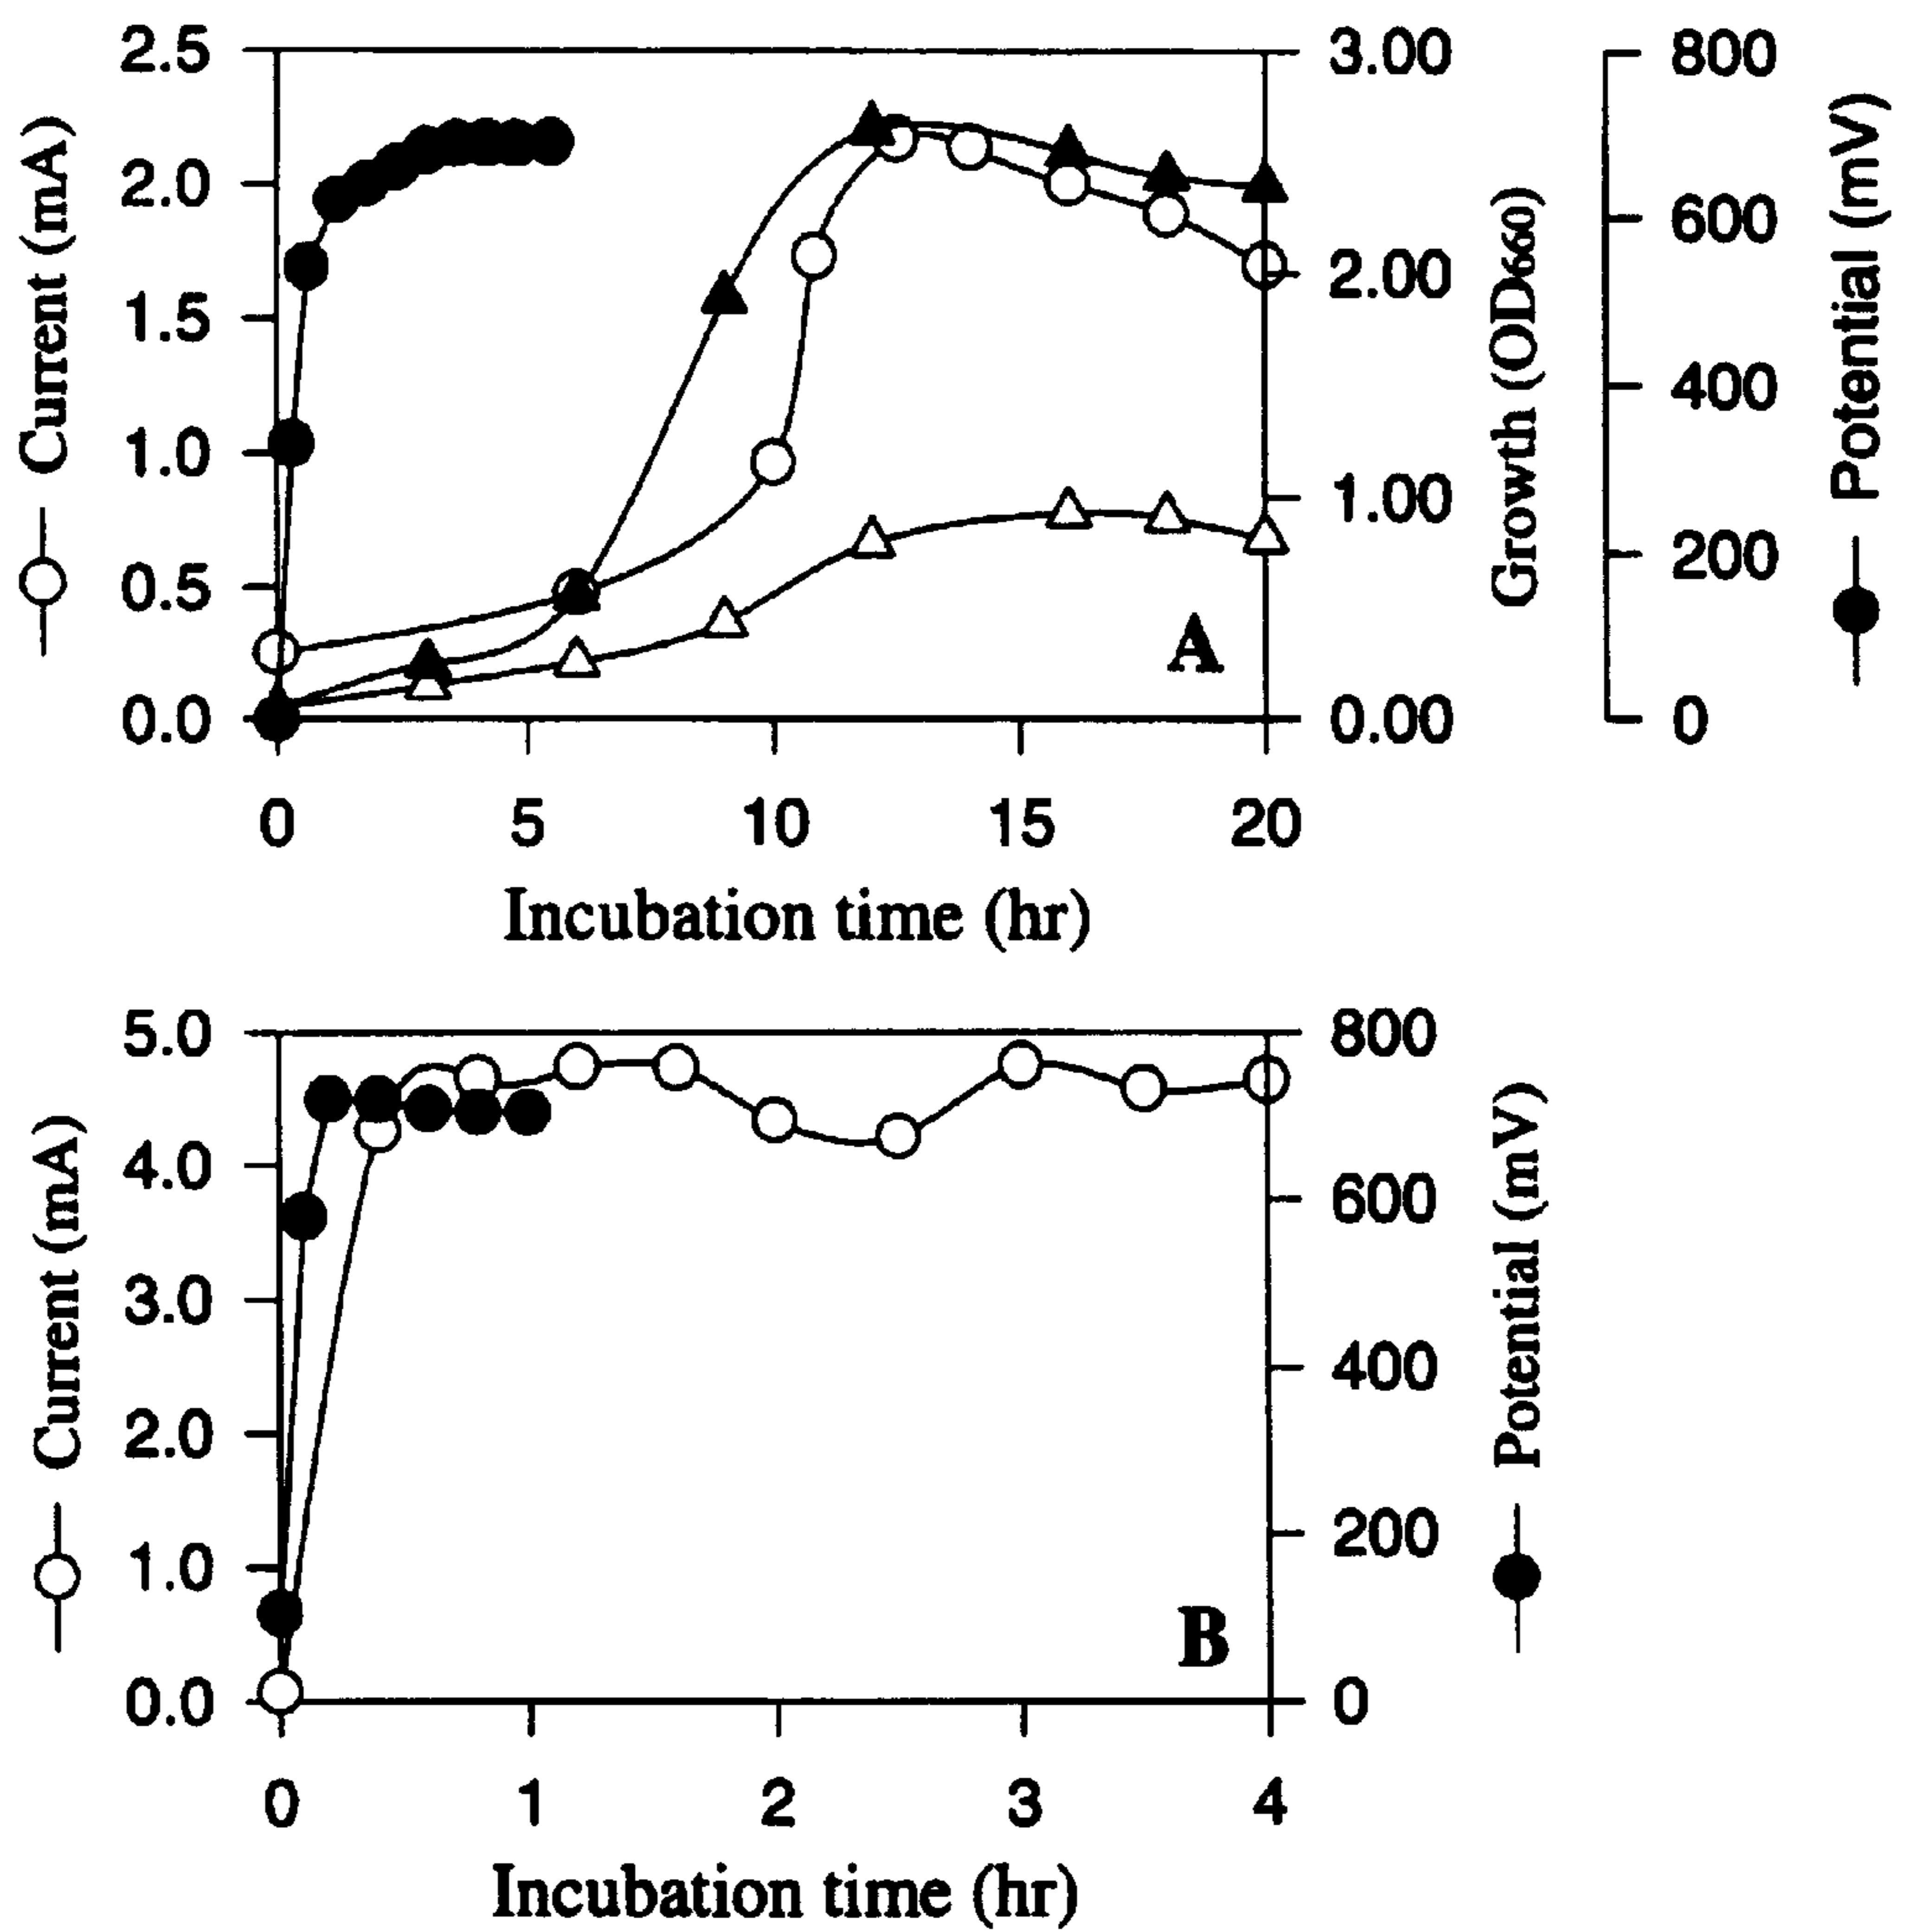 2.5
2.0
1.5
1.0
0.5
0.0
Current (mA)
3.00
2.00
1.00
0.00
Growth (OD660)
800
600
400
200
0
Potential (mV)
A
0 5 10 15 20
Incubation time (hr)
5.0
4.0
3.0
2.0
1.0
0.0
Current (mA)
800
600
400
200
0
Potential (mV)
B
0 1 2 3 4
Incubation time (hr)